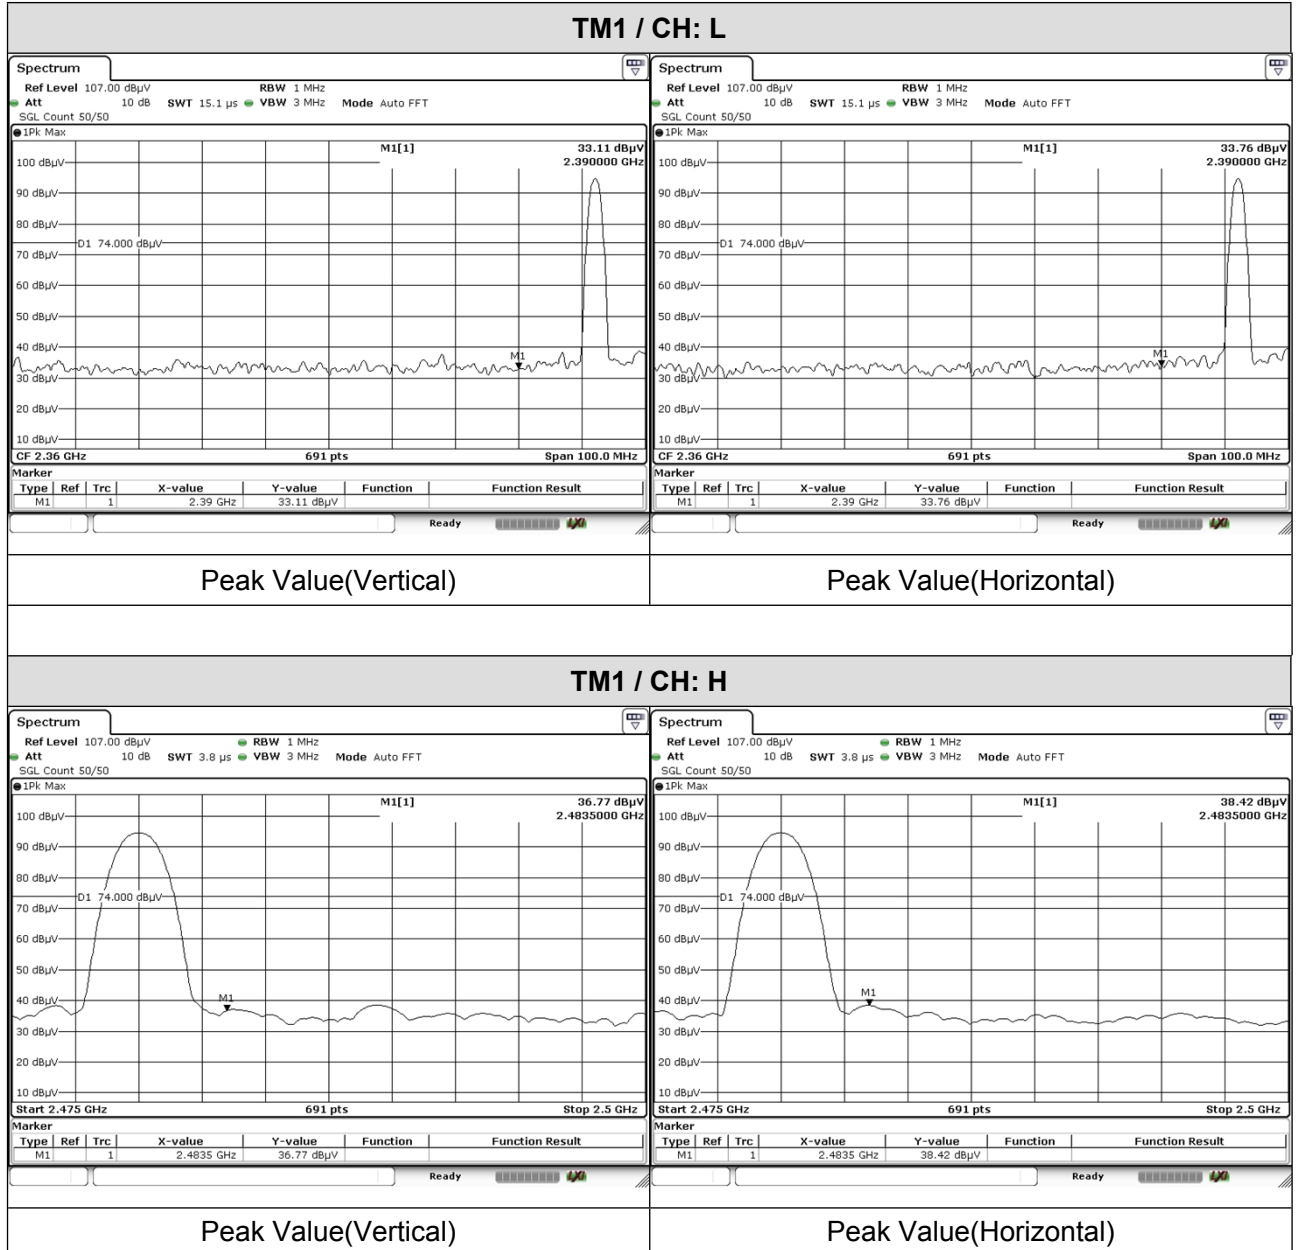 TM1 / CH: L
Spectrum
Ref Level 107.00 dBµV RBW 1 MHz
Att 10 dB SWT 15.1 µs VBW 3 MHz Mode Auto FFT
SGL Count 50/50
1Pk Max
M1[1] 33.11 dBµV
2.390000 GHz
100 dBµV
90 dBµV
80 dBµV
D1 74.000 dBµV
70 dBµV
60 dBµV
50 dBµV
40 dBµV
M1
30 dBµV
20 dBµV
10 dBµV
CF 2.36 GHz 691 pts Span 100.0 MHz
Marker
Type Ref Trc X-value Y-value Function Function Result
M1 1 2.39 GHz 33.11 dBµV
Ready LXI
Peak Value(Vertical)
Spectrum
Ref Level 107.00 dBµV RBW 1 MHz
Att 10 dB SWT 15.1 µs VBW 3 MHz Mode Auto FFT
SGL Count 50/50
1Pk Max
M1[1] 33.76 dBµV
2.390000 GHz
100 dBµV
90 dBµV
80 dBµV
D1 74.000 dBµV
70 dBµV
60 dBµV
50 dBµV
40 dBµV
M1
30 dBµV
20 dBµV
10 dBµV
CF 2.36 GHz 691 pts Span 100.0 MHz
Marker
Type Ref Trc X-value Y-value Function Function Result
M1 1 2.39 GHz 33.76 dBµV
Ready LXI
Peak Value(Horizontal)
TM1 / CH: H
Spectrum
Ref Level 107.00 dBµV RBW 1 MHz
Att 10 dB SWT 3.8 µs VBW 3 MHz Mode Auto FFT
SGL Count 50/50
1Pk Max
M1[1] 36.77 dBµV
2.4835000 GHz
100 dBµV
90 dBµV
80 dBµV
D1 74.000 dBµV
70 dBµV
60 dBµV
50 dBµV
40 dBµV
M1
30 dBµV
20 dBµV
10 dBµV
Start 2.475 GHz 691 pts Stop 2.5 GHz
Marker
Type Ref Trc X-value Y-value Function Function Result
M1 1 2.4835 GHz 36.77 dBµV
Ready LXI
Peak Value(Vertical)
Spectrum
Ref Level 107.00 dBµV RBW 1 MHz
Att 10 dB SWT 3.8 µs VBW 3 MHz Mode Auto FFT
SGL Count 50/50
1Pk Max
M1[1] 38.42 dBµV
2.4835000 GHz
100 dBµV
90 dBµV
80 dBµV
D1 74.000 dBµV
70 dBµV
60 dBµV
50 dBµV
40 dBµV
M1
30 dBµV
20 dBµV
10 dBµV
Start 2.475 GHz 691 pts Stop 2.5 GHz
Marker
Type Ref Trc X-value Y-value Function Function Result
M1 1 2.4835 GHz 38.42 dBµV
Ready LXI
Peak Value(Horizontal)